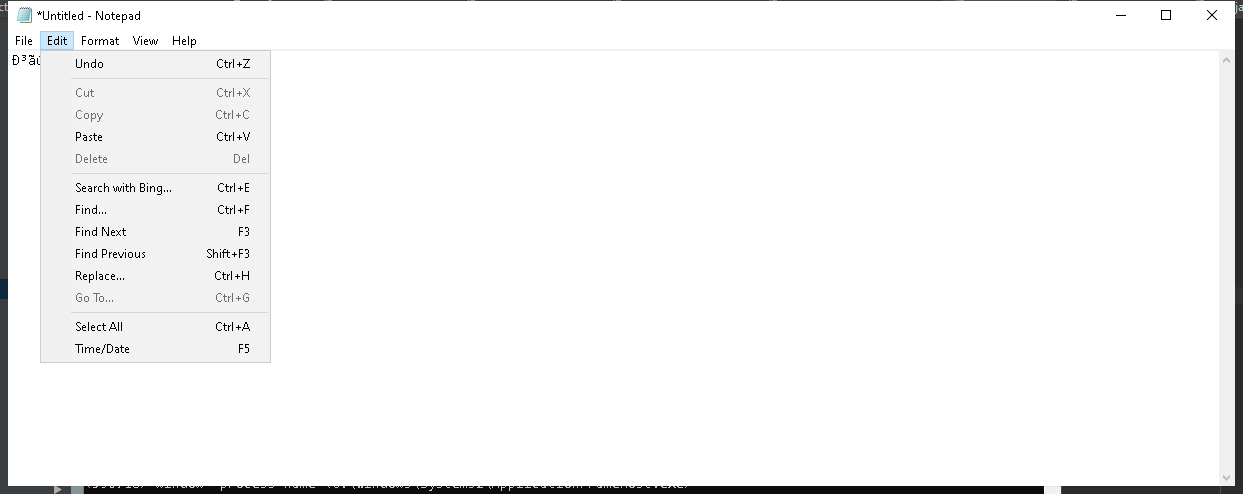 *Untitled - Notepad
File Edit Format View Help
Undo Ctrl+Z
Cut Ctrl+X
Copy Ctrl+C
Paste Ctrl+V
Delete Del
Search with Bing... Ctrl+E
Find... Ctrl+F
Find Next F3
Find Previous Shift+F3
Replace... Ctrl+H
Go To... Ctrl+G
Select All Ctrl+A
Time/Date F5